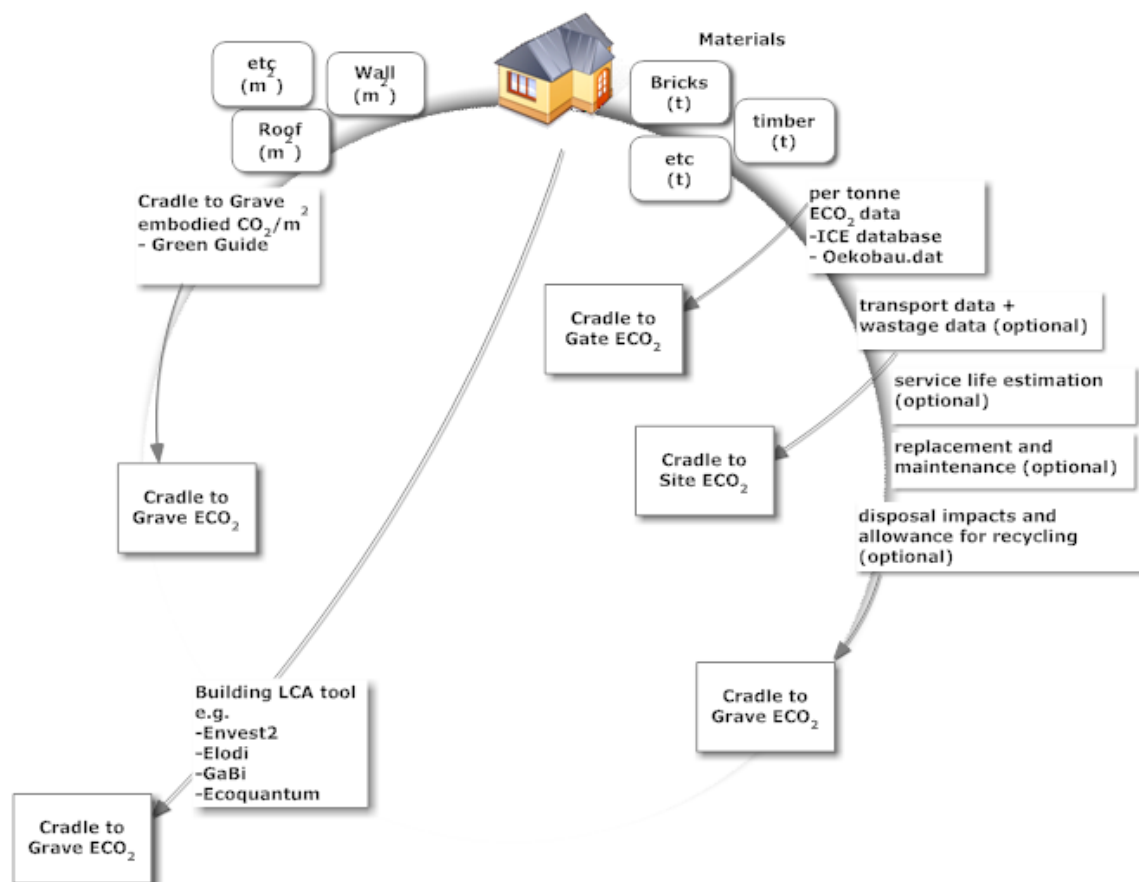 Materials
etc
(m²)
Wall
(m²)
Roof
(m²)
Bricks
(t)
timber
(t)
etc
(t)
Cradle to Grave
embodied CO₂/m²
- Green Guide
per tonne
ECO₂ data
-ICE database
- Oekobau.dat
Cradle to
Gate ECO₂
transport data +
wastage data (optional)
service life estimation
(optional)
Cradle to
Site ECO₂
replacement and
maintenance (optional)
Cradle to
Grave ECO₂
disposal impacts and
allowance for recycling
(optional)
Cradle to
Grave ECO₂
Building LCA tool
e.g.
-Envest2
-Elodi
-GaBi
-Ecoquantum
Cradle to
Grave ECO₂